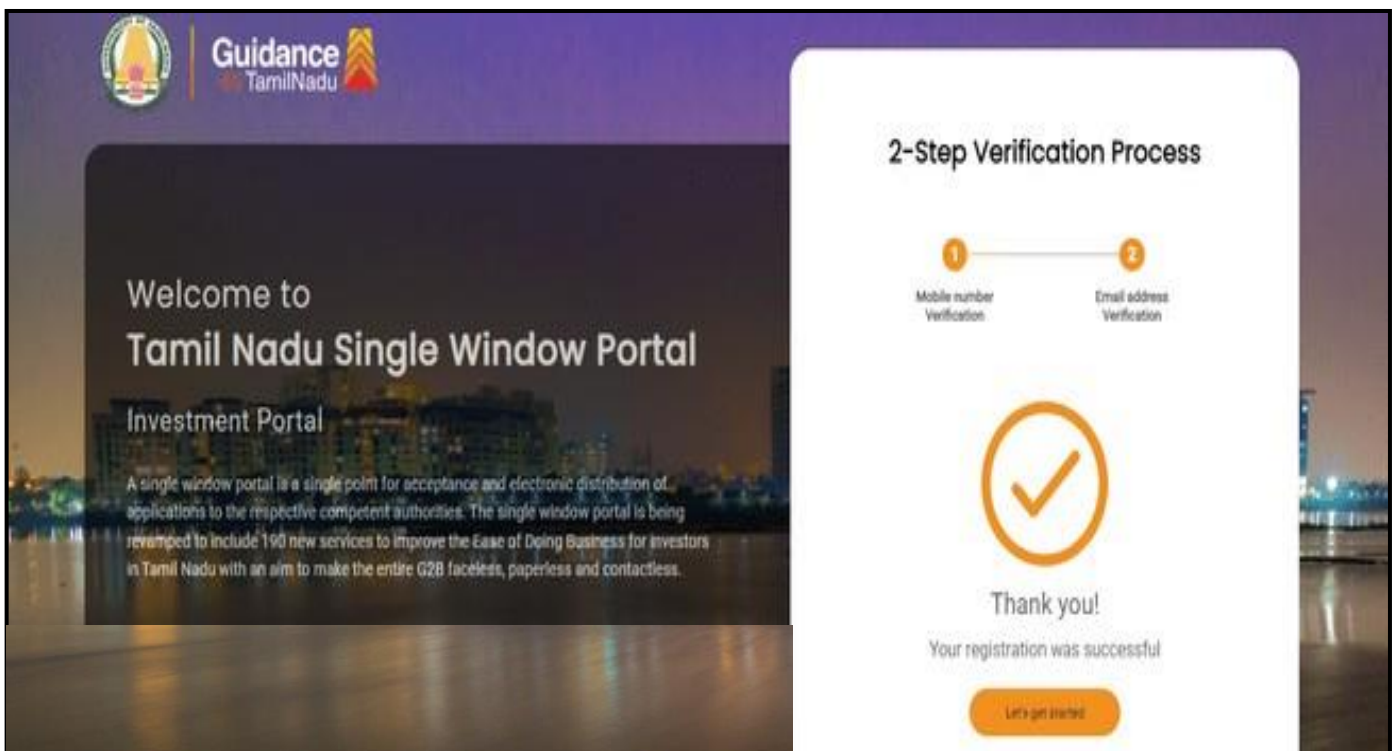 Guidance
TamilNadu
Welcome to
Tamil Nadu Single Window Portal
Investment Portal
A single window portal is a single point for acceptance and electronic distribution of
applications to the respective competent authorities. The single window portal is being
revamped to include 190 new services to improve the Ease of Doing Business for investors
in Tamil Nadu with an aim to make the entire G2B faceless, paperless and contactless.
2-Step Verification Process
1
2
Mobile number
Verification
Email address
Verification
Thank you!
Your registration was successful
Let's get started